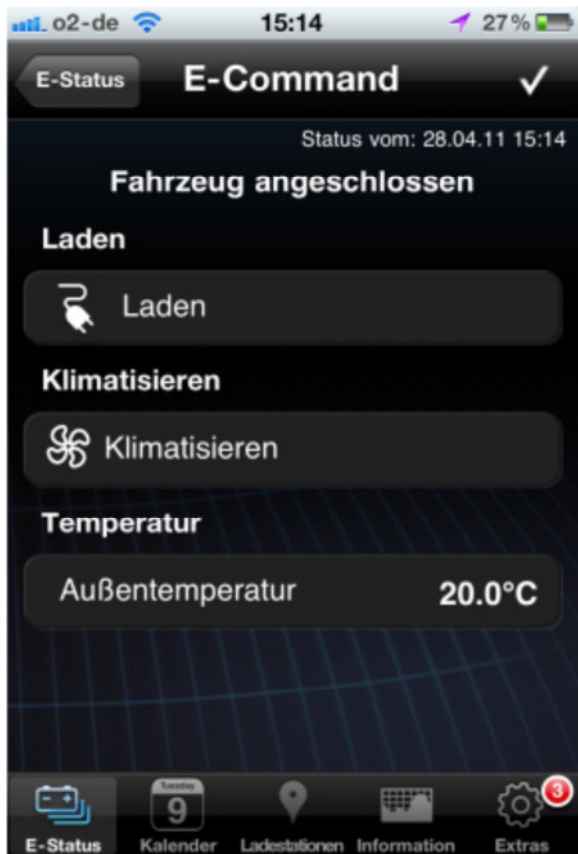 o2-de 15:14 27%
E-Status E-Command
Status vom: 28.04.11 15:14
Fahrzeug angeschlossen
Laden
Laden
Klimatisieren
Klimatisieren
Temperatur
Außentemperatur 20.0°C
Tuesday
9
3
E-Status Kalender Ladestationen Information Extras